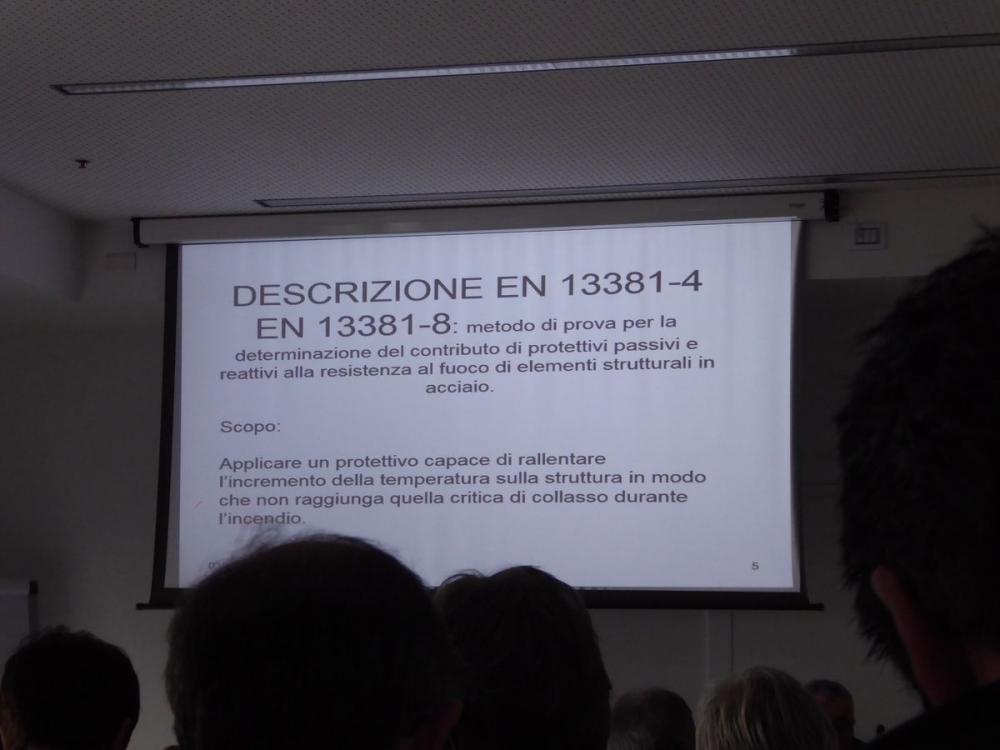 DESCRIZIONE EN 13381-4
EN 13381-8: metodo di prova per la
determinazione del contributo di protettivi passivi e
reattivi alla resistenza al fuoco di elementi strutturali in
acciaio.
Scopo:
Applicare un protettivo capace di rallentare
l'incremento della temperatura sulla struttura in modo
che non raggiunga quella critica di collasso durante
l'incendio.
5